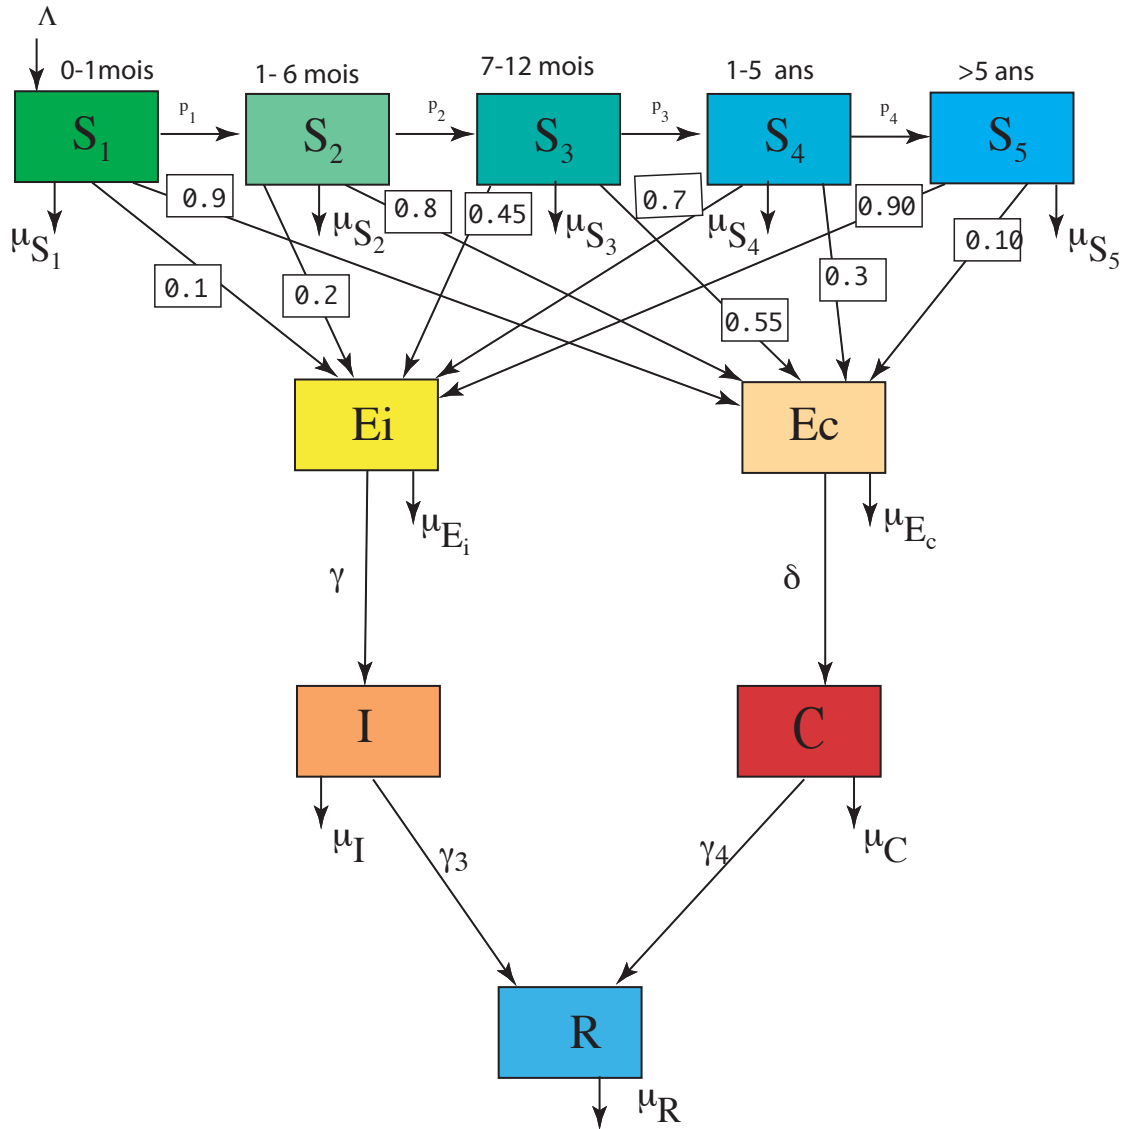 Λ
0-1mois
1- 6 mois
7-12 mois
1-5 ans
>5 ans
S1
p1
S2
p2
S3
p3
S4
p4
S5
μS1
0.9
μS2
0.8
0.45
μS3
0.7
μS4
0.90
0.10
μS5
0.1
0.2
0.55
0.3
Ei
Ec
μEi
μEc
γ
δ
I
C
μI
μC
γ3
γ4
R
μR